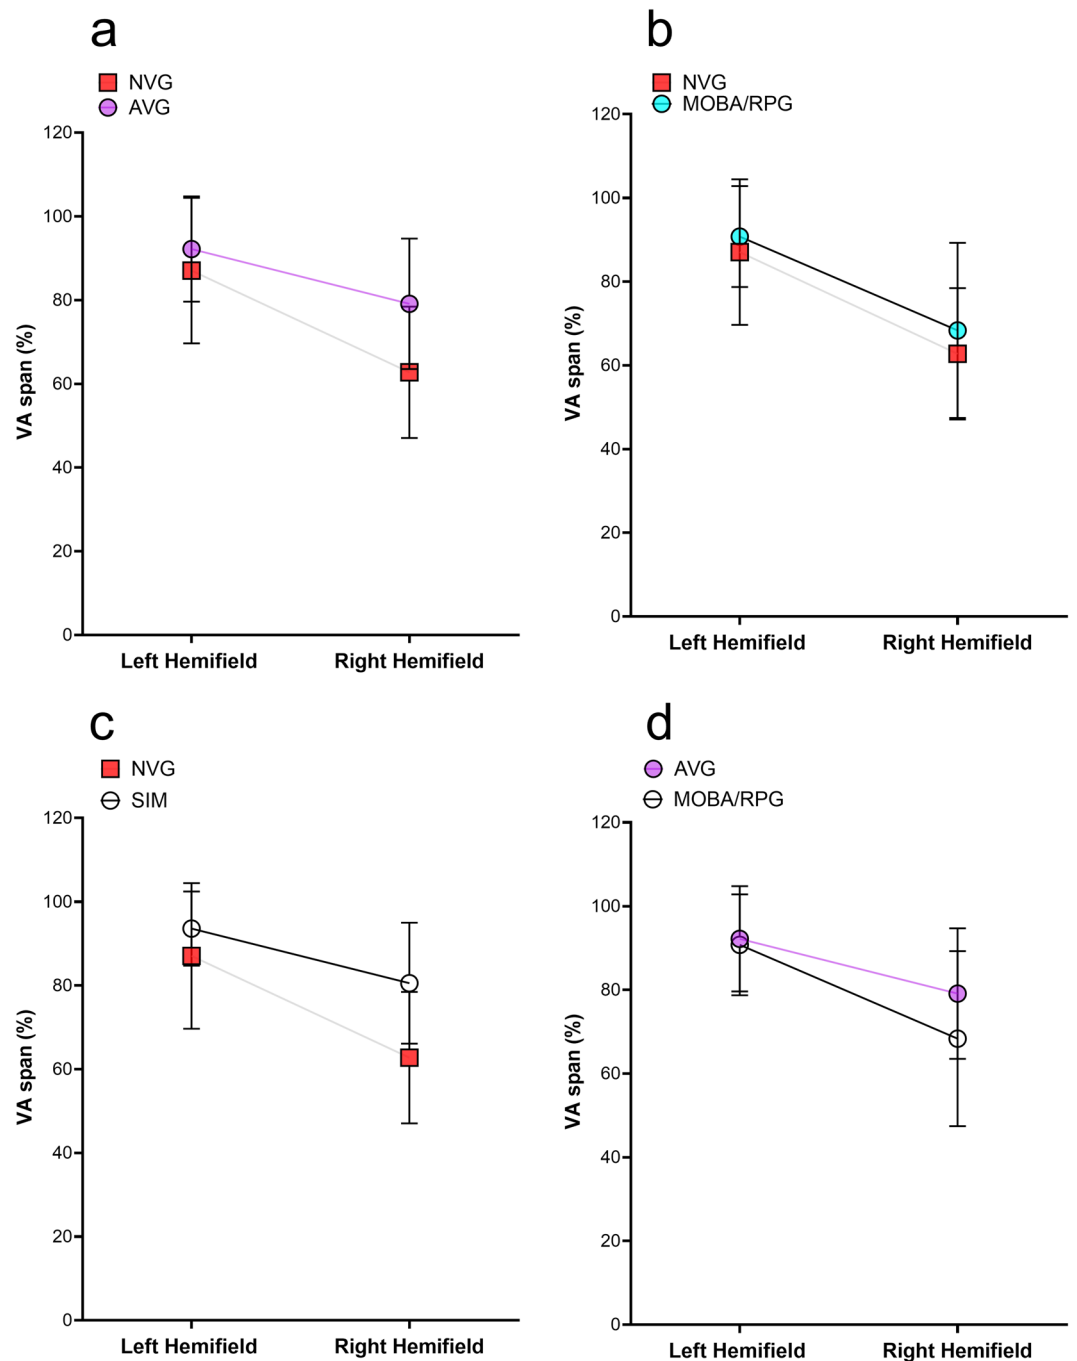 a
NVG
AVG
120
100
80
60
40
20
0
VA span (%)
Left Hemifield Right Hemifield
b
NVG
MOBA/RPG
120
100
80
60
40
20
0
VA span (%)
Left Hemifield Right Hemifield
c
NVG
SIM
120
100
80
60
40
20
0
VA span (%)
Left Hemifield Right Hemifield
d
AVG
MOBA/RPG
120
100
80
60
40
20
0
VA span (%)
Left Hemifield Right Hemifield